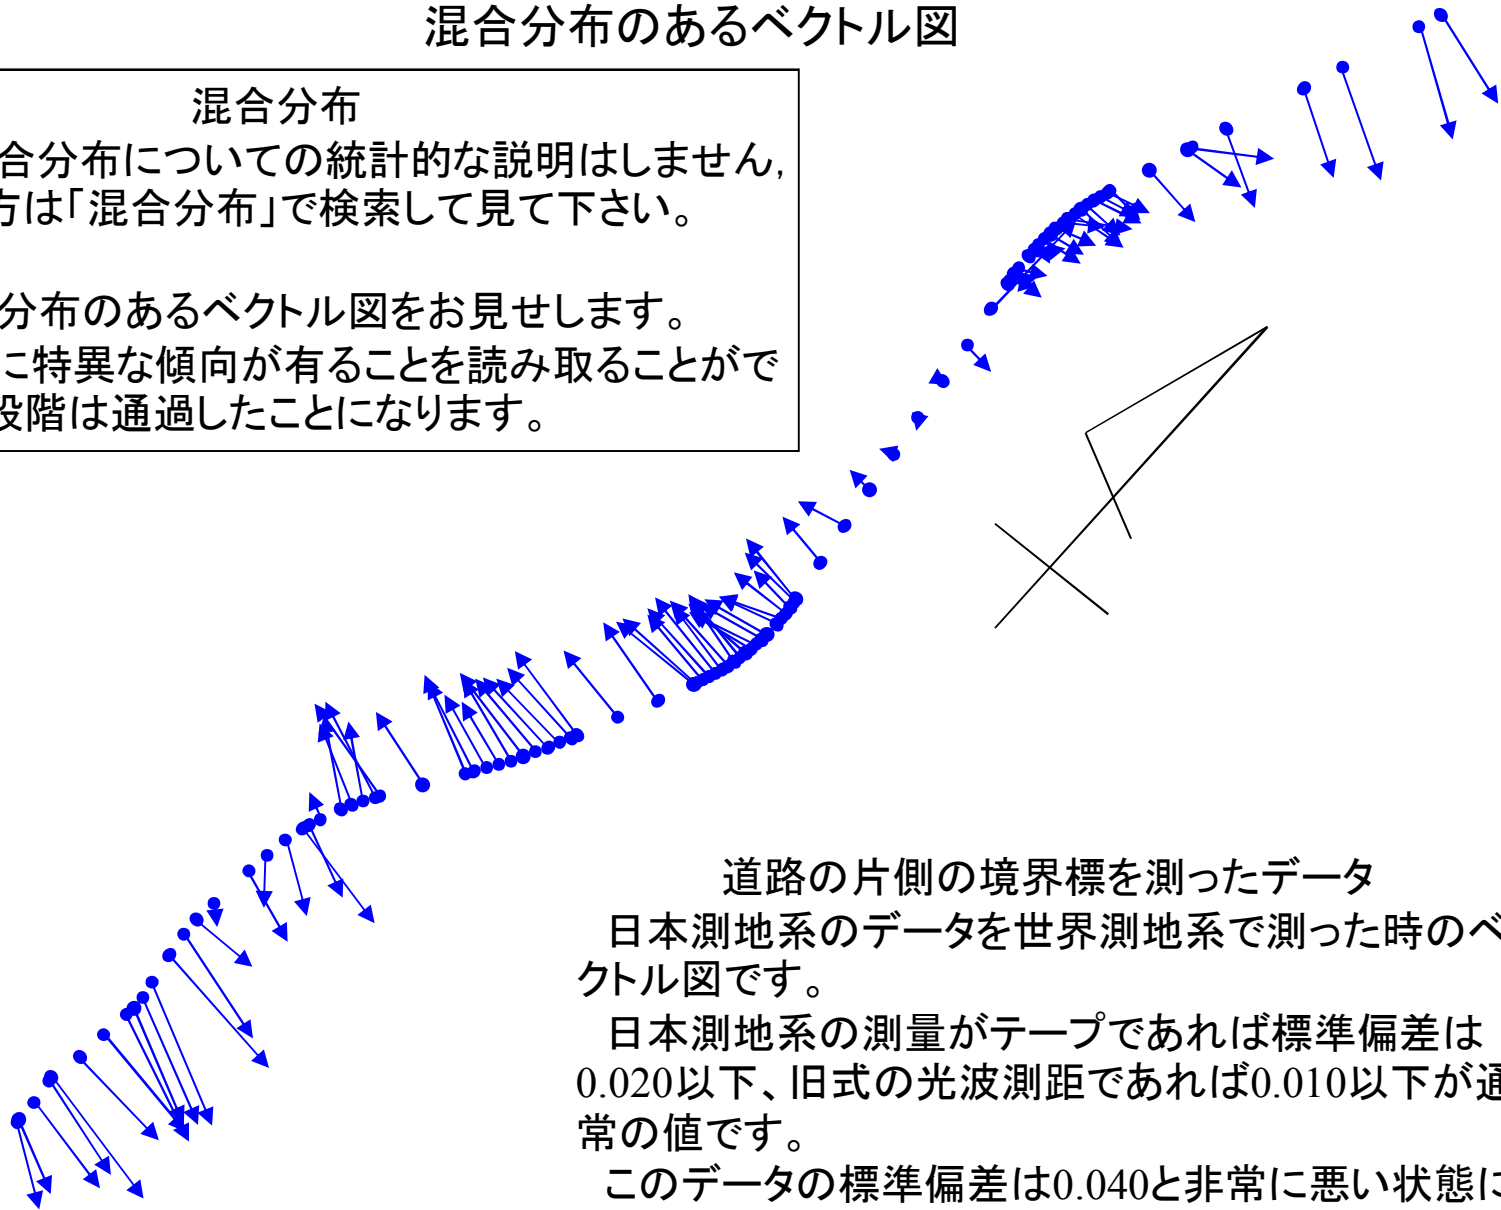 混合分布のあるベクトル図
混合分布
合分布についての統計的な説明はしません,
方は「混合分布」で検索して見て下さい。
分布のあるベクトル図をお見せします。
に特異な傾向が有ることを読み取ることがで
段階は通過したことになります。
道路の片側の境界標を測ったデータ
日本測地系のデータを世界測地系で測った時のベ
クトル図です。
日本測地系の測量がテープであれば標準偏差は
0.020以下、旧式の光波測距であれば0.010以下が通
常の値です。
このデータの標準偏差は0.040と非常に悪い状態に